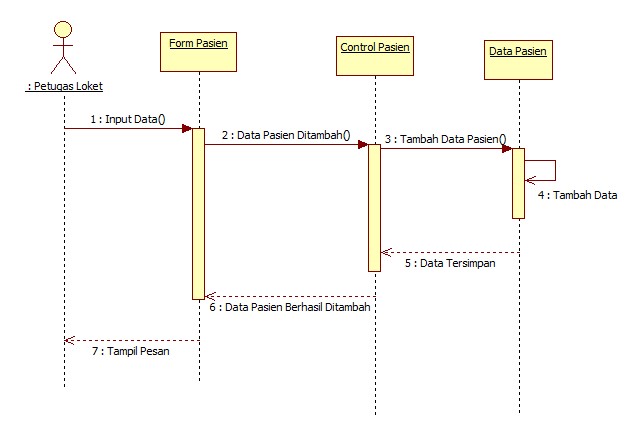 Form Pasien
Control Pasien
Data Pasien
: Petugas Loket
1 : Input Data()
2 : Data Pasien Ditambah()
3 : Tambah Data Pasien()
4 : Tambah Data
5 : Data Tersimpan
6 : Data Pasien Berhasil Ditambah
7 : Tampil Pesan